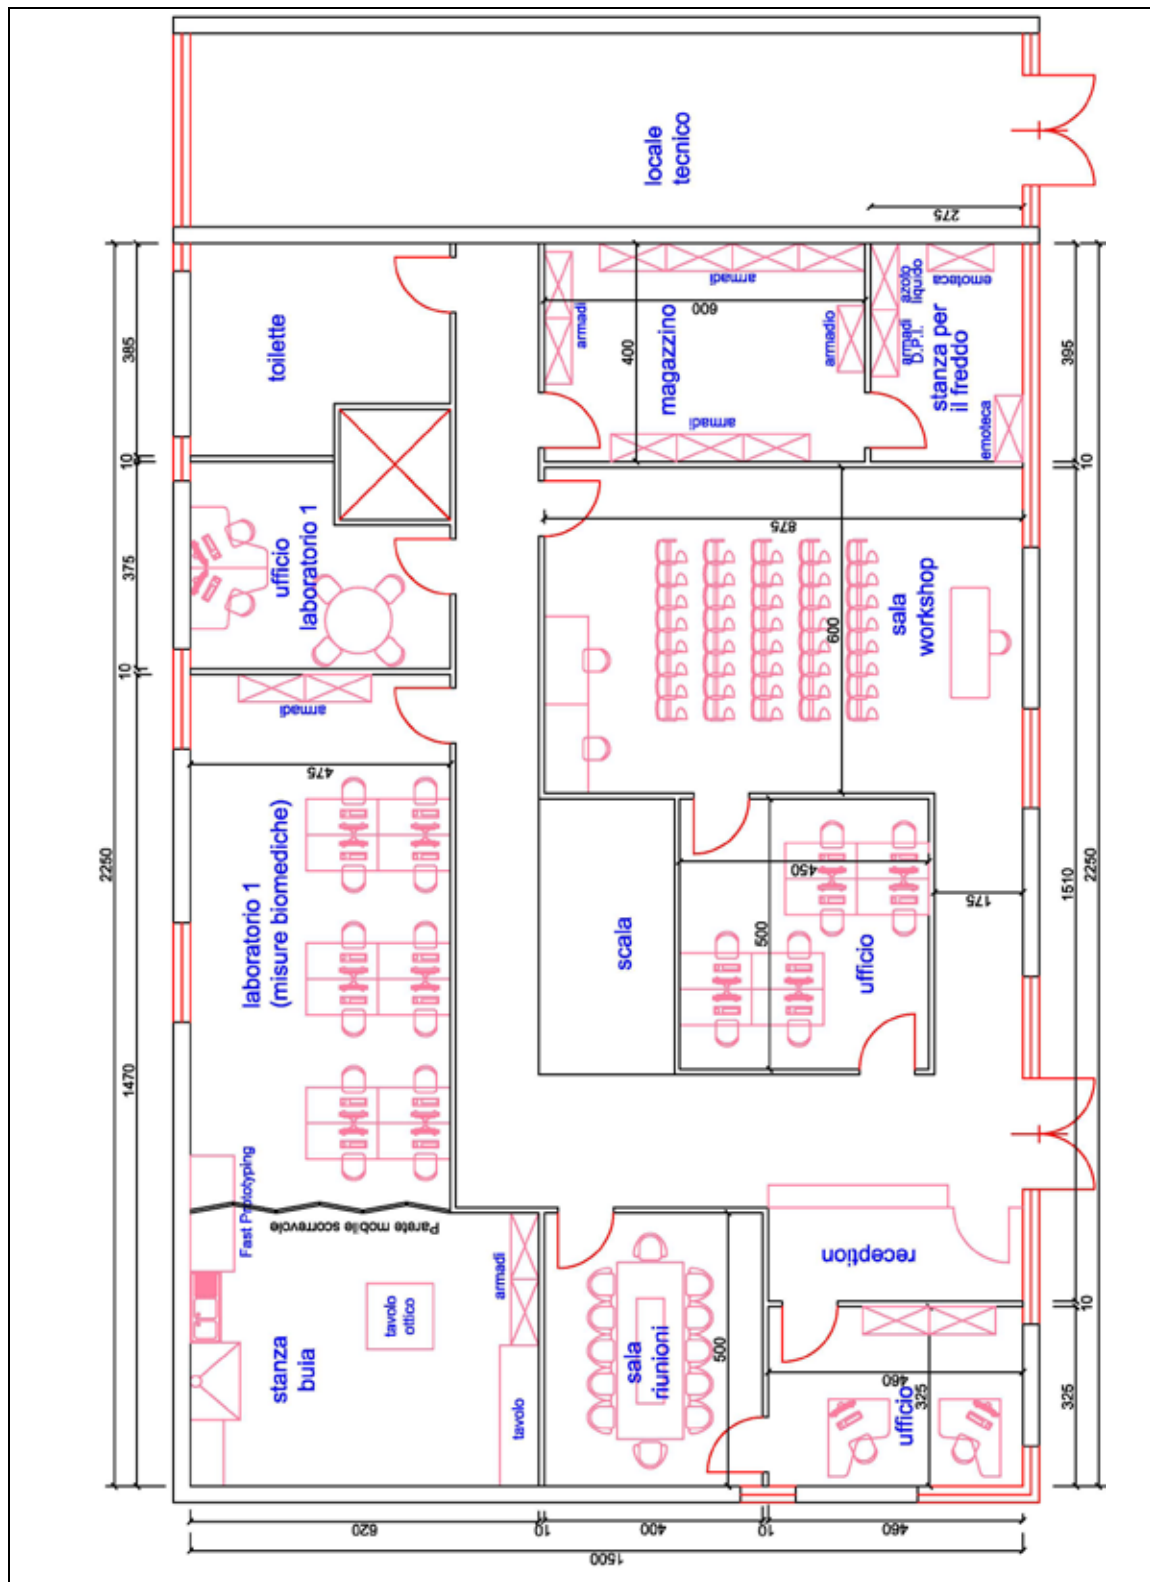 locale
tecnico
275
toilette
armadi
armadi
600
400
magazzino
armadio
armadi
azoto
liquido
armadi
D.P.I.
emoteca
stanza per
il freddo
emoteca
385
10
375
10
1470
2250
395
10
1510
2250
10
325
ufficio
laboratorio 1
armadi
475
875
600
sala
workshop
laboratorio 1
(misure biomediche)
scala
450
500
175
ufficio
Fast Prototyping
Parete mobile scorrevole
armadi
tavolo
ottico
stanza
buia
tavolo
sala
riunioni
500
reception
460
325
ufficio
620
10
400
10
460
1500